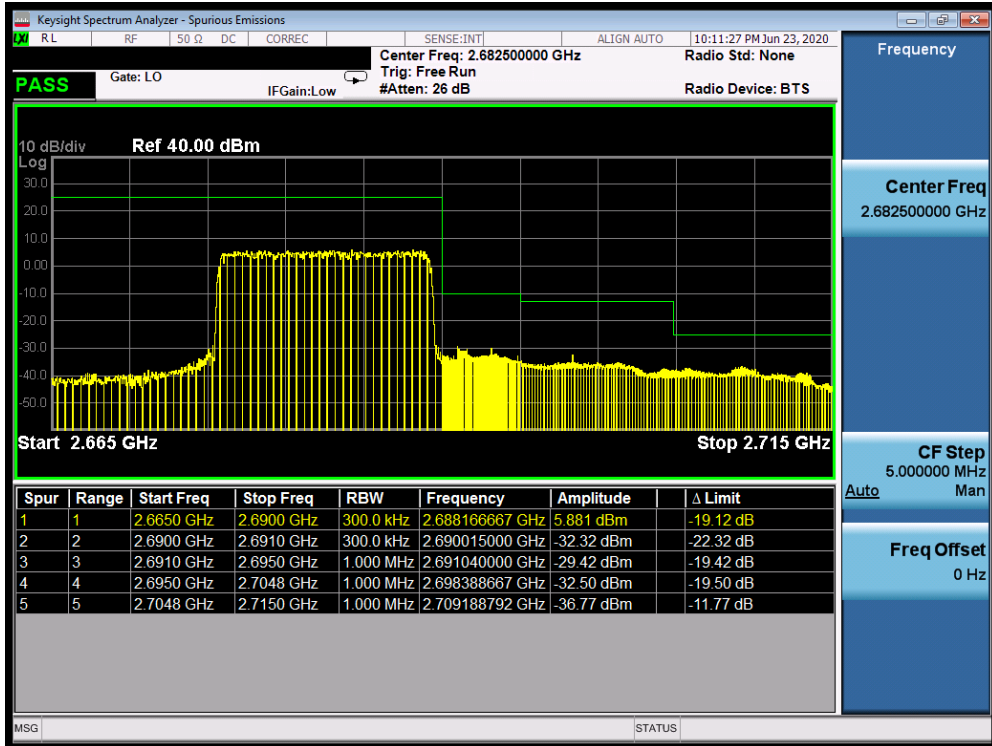 Keysight Spectrum Analyzer - Spurious Emissions
LXI RL RF 50 Ω DC CORREC SENSE:INT ALIGN AUTO 10:11:27 PM Jun 23, 2020
Center Freq: 2.682500000 GHz Radio Std: None
PASS Gate: LO Trig: Free Run
IFGain:Low #Atten: 26 dB Radio Device: BTS
10 dB/div Ref 40.00 dBm
Log
30.0
20.0
10.0
0.00
-10.0
-20.0
-30.0
-40.0
-50.0
Start 2.665 GHz Stop 2.715 GHz
Spur Range Start Freq Stop Freq RBW Frequency Amplitude Δ Limit
1 1 2.6650 GHz 2.6900 GHz 300.0 kHz 2.688166667 GHz 5.881 dBm -19.12 dB
2 2 2.6900 GHz 2.6910 GHz 300.0 kHz 2.690015000 GHz -32.32 dBm -22.32 dB
3 3 2.6910 GHz 2.6950 GHz 1.000 MHz 2.691040000 GHz -29.42 dBm -19.42 dB
4 4 2.6950 GHz 2.7048 GHz 1.000 MHz 2.698388667 GHz -32.50 dBm -19.50 dB
5 5 2.7048 GHz 2.7150 GHz 1.000 MHz 2.709188792 GHz -36.77 dBm -11.77 dB
MSG STATUS
Frequency
Center Freq
2.682500000 GHz
CF Step
5.000000 MHz
Auto Man
Freq Offset
0 Hz